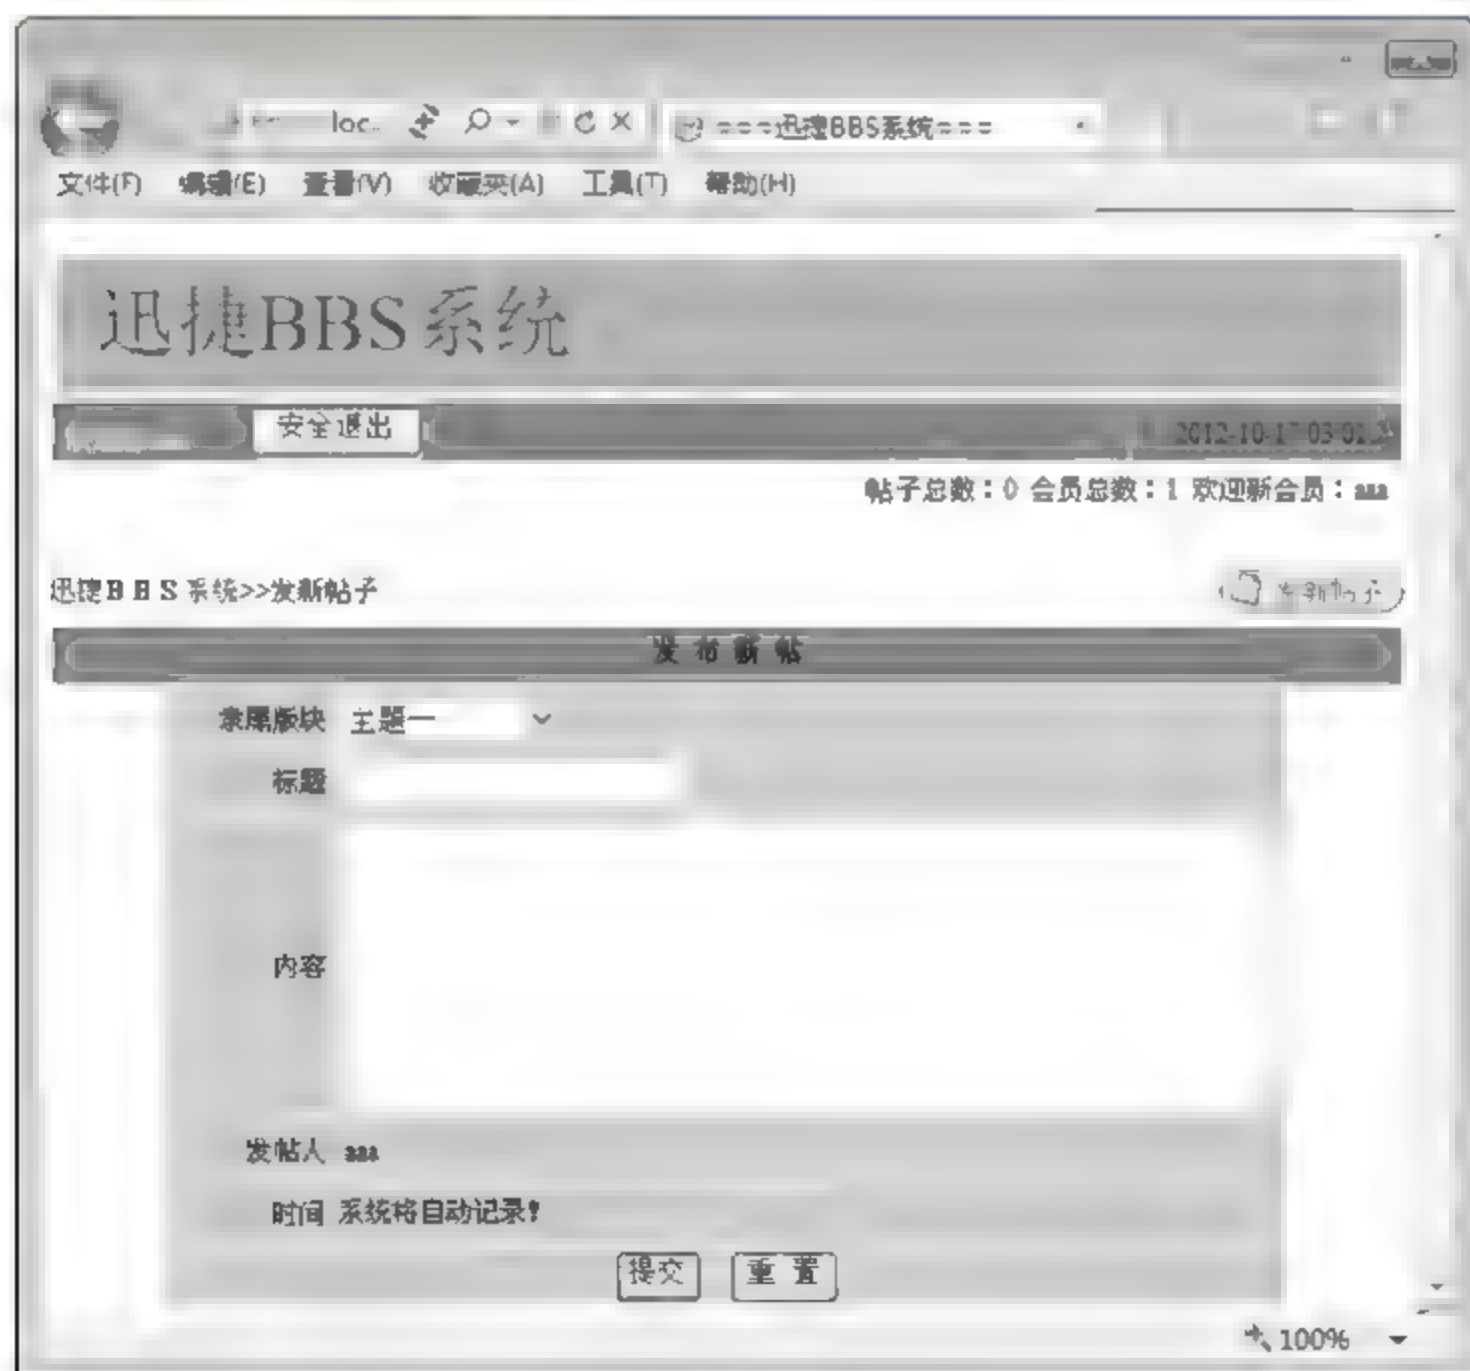 loc... ===迅捷BBS系统===
文件(F) 编辑(E) 查看(V) 收藏夹(A) 工具(T) 帮助(H)
迅捷BBS系统
安全退出
帖子总数：0 会员总数：1 欢迎新会员：aaa
迅捷BBS系统>>发新帖子
发布新帖
隶属版块 主题一
标题
内容
发帖人 aaa
时间 系统将自动记录!
提交 重置
100%